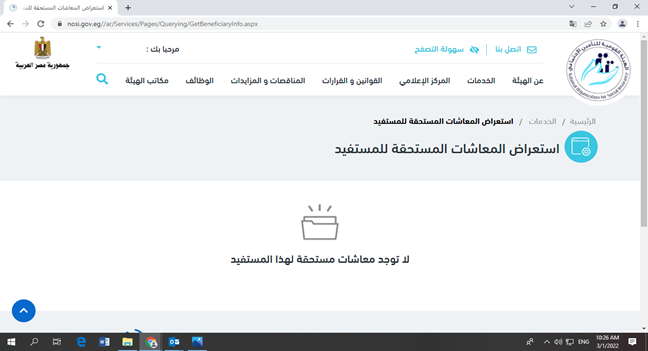 استعراض المعاشات المستحقة للمس
nosi.gov.eg//ar/Services/Pages/Querying/GetBeneficiaryInfo.aspx
جمهورية مصر العربية
مرحبا بك :
سهولة التصفح
اتصل بنا
عن الهيئة
الخدمات
المركز الإعلامي
القوانين و القرارات
المناقصات و المزايدات
الوظائف
مكاتب الهيئة
الرئيسية / الخدمات / استعراض المعاشات المستحقة للمستفيد
استعراض المعاشات المستحقة للمستفيد
لا توجد معاشات مستحقة لهذا المستفيد
ENG
10:26 AM
3/1/2022